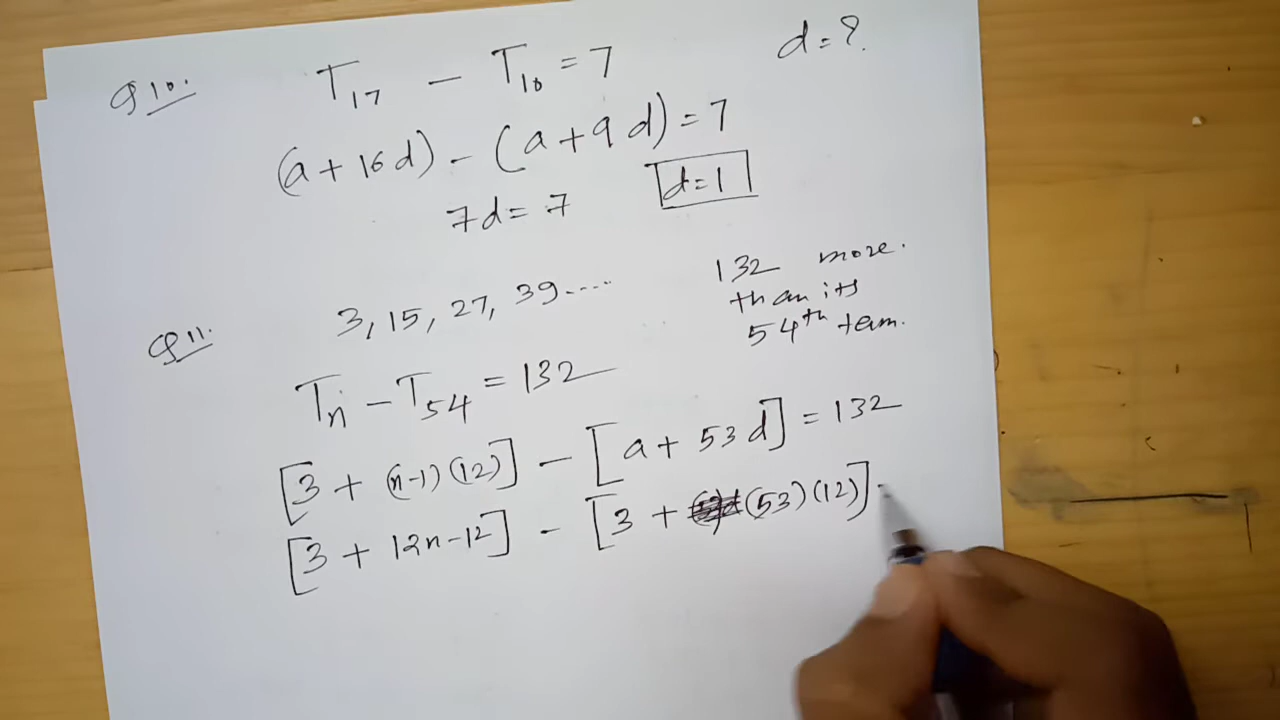 Q10. T₁₇ - T₁₀ = 7 d = ?
(a + 16d) - (a + 9d) = 7
7d = 7 d = 1
Q11. 3, 15, 27, 39..... 132 more.
than its
54th term.
Tₙ - T₅₄ = 132
[3 + (n-1)(12)] - [a + 53d] = 132
[3 + 12n-12] - [3 + (53)(12)]